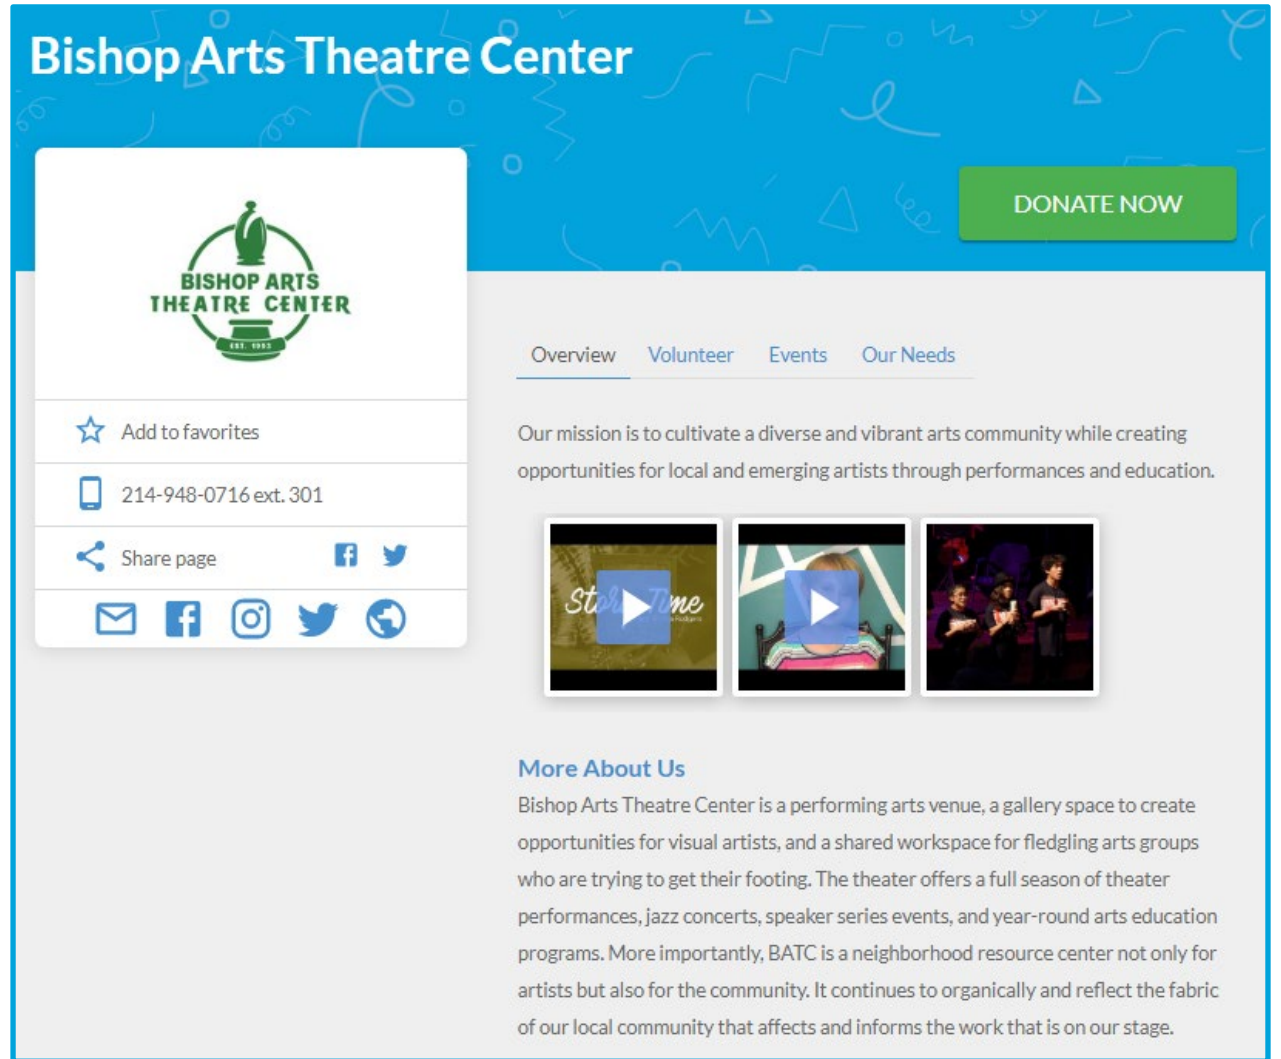 Bishop Arts Theatre Center
DONATE NOW
BISHOP ARTS
THEATRE CENTER
EST. 1993
Add to favorites
214-948-0716 ext. 301
Share page
Overview Volunteer Events Our Needs
Our mission is to cultivate a diverse and vibrant arts community while creating
opportunities for local and emerging artists through performances and education.
Time
More About Us
Bishop Arts Theatre Center is a performing arts venue, a gallery space to create
opportunities for visual artists, and a shared workspace for fledgling arts groups
who are trying to get their footing. The theater offers a full season of theater
performances, jazz concerts, speaker series events, and year-round arts education
programs. More importantly, BATC is a neighborhood resource center not only for
artists but also for the community. It continues to organically and reflect the fabric
of our local community that affects and informs the work that is on our stage.